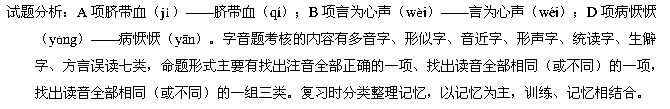 试题分析：A 项脐带血（jì）——脐带血（qí）；B 项言为心声（wèi）——言为心声（wéi）；D 项病恹恹
（yōng）——病恹恹（yān）。字音题考核的内容有多音字、形似字、音近字、形声字、统读字、生僻
字、方言误读七类，命题形式主要有找出注音全部正确的一项、找出读音全部相同（或不同）的一项，
找出读音全部相同（或不同）的一组三类。复习时分类整理记忆，以记忆为主，训练、记忆相结合。